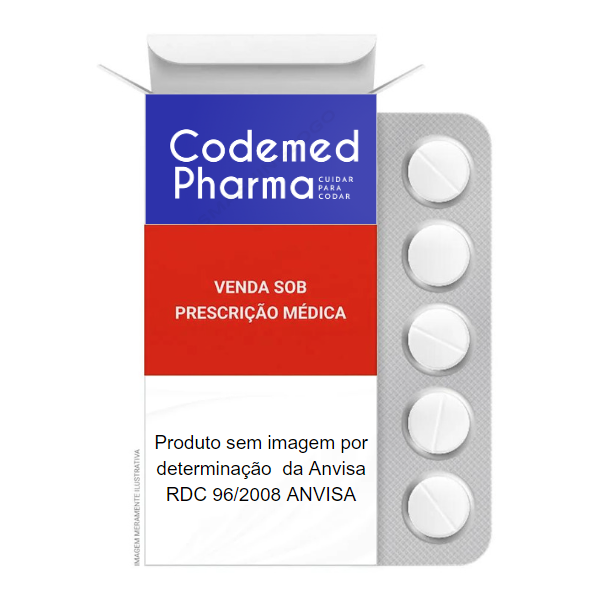 Codemed
Pharma
CUIDAR
PARA
CODAR
VENDA SOB
PRESCRIÇÃO MÉDICA
Produto sem imagem por
determinação da Anvisa
RDC 96/2008 ANVISA
IMAGEM MERAMENTE ILUSTRATIVA